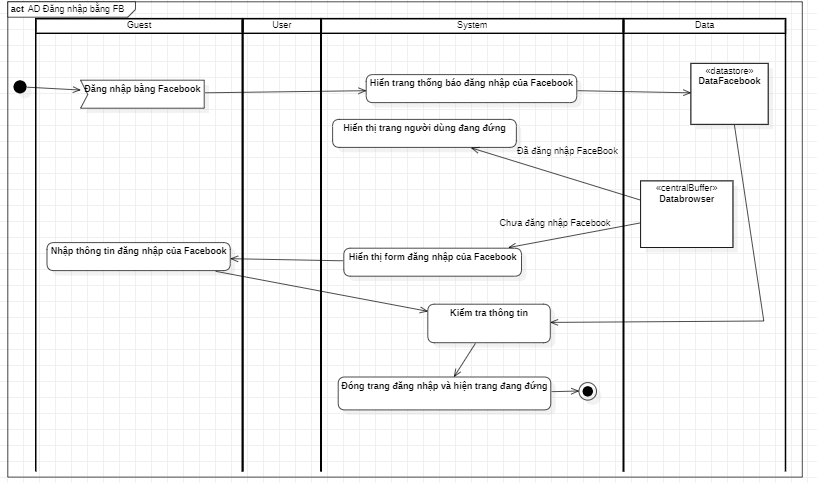 act AD Đăng nhập bằng FB
Guest
User
System
Data
Đăng nhập bằng Facebook
Hiển trang thống báo đăng nhập của Facebook
«datastore»
DataFacebook
Hiển thị trang người dùng đang đứng
Đã đăng nhập FaceBook
«centralBuffer»
Databrowser
Chưa đăng nhập Facebook
Nhập thông tin đăng nhập của Facebook
Hiển thị form đăng nhập của Facebook
Kiểm tra thông tin
Đóng trang đăng nhập và hiện trang đang đứng